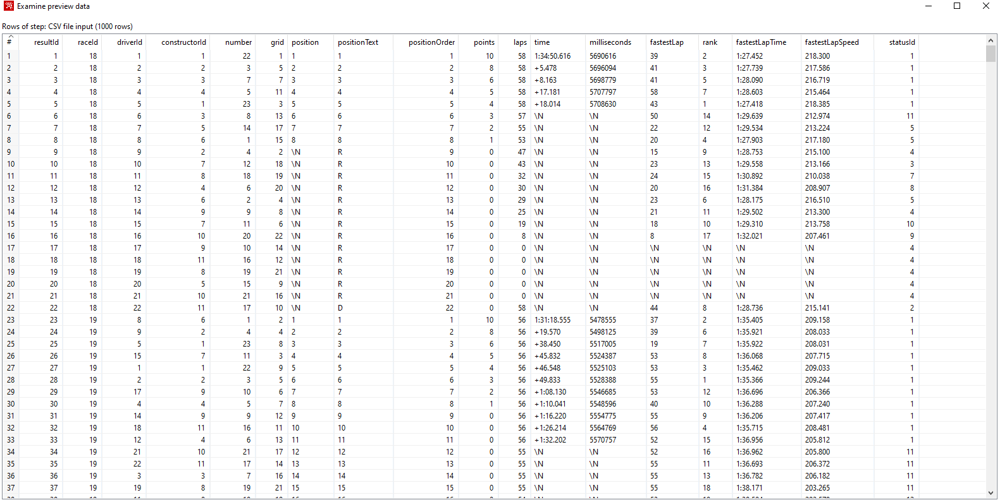 Examine preview data
Rows of step: CSV file input (1000 rows)
# resultId raceId driverId constructorId number grid position positionText positionOrder points laps time milliseconds fastestLap rank fastestLapTime fastestLapSpeed statusId
1 1 18 1 1 22 1 1 1 1 10 58 1:34:50.616 5690616 39 2 1:27.452 218.300 1
2 2 18 2 2 3 5 2 2 2 8 58 +5.478 5696094 41 3 1:27.739 217.586 1
3 3 18 3 3 7 7 3 3 3 6 58 +8.163 5698779 41 5 1:28.090 216.719 1
4 4 18 4 4 5 11 4 4 4 5 58 +17.181 5707797 58 7 1:28.603 215.464 1
5 5 18 5 1 23 3 5 5 5 4 58 +18.014 5708630 43 1 1:27.418 218.385 1
6 6 18 6 3 8 13 6 6 6 3 57 \N \N 50 14 1:29.639 212.974 11
7 7 18 7 5 14 17 7 7 7 2 55 \N \N 22 12 1:29.534 213.224 5
8 8 18 8 6 1 15 8 8 8 1 53 \N \N 20 4 1:27.903 217.180 5
9 9 18 9 2 4 2 \N R 9 0 47 \N \N 15 9 1:28.753 215.100 4
10 10 18 10 7 12 18 \N R 10 0 43 \N \N 23 13 1:29.558 213.166 3
11 11 18 11 8 18 19 \N R 11 0 32 \N \N 24 15 1:30.892 210.038 7
12 12 18 12 4 6 20 \N R 12 0 30 \N \N 20 16 1:31.384 208.907 8
13 13 18 13 6 2 4 \N R 13 0 29 \N \N 23 6 1:28.175 216.510 5
14 14 18 14 9 9 8 \N R 14 0 25 \N \N 21 11 1:29.502 213.300 4
15 15 18 15 7 11 6 \N R 15 0 19 \N \N 18 10 1:29.310 213.758 10
16 16 18 16 10 20 22 \N R 16 0 8 \N \N 8 17 1:32.021 207.461 9
17 17 18 17 9 10 14 \N R 17 0 0 \N \N \N \N \N \N 4
18 18 18 18 11 16 12 \N R 18 0 0 \N \N \N \N \N \N 4
19 19 18 19 8 19 21 \N R 19 0 0 \N \N \N \N \N \N 4
20 20 18 20 5 15 9 \N R 20 0 0 \N \N \N \N \N \N 4
21 21 18 21 10 21 16 \N R 21 0 0 \N \N \N \N \N \N 4
22 22 18 22 11 17 10 \N D 22 0 58 \N \N 44 8 1:28.736 215.141 2
23 23 19 8 6 1 2 1 1 1 10 56 1:31:18.555 5478555 37 2 1:35.405 209.158 1
24 24 19 9 2 4 4 2 2 2 8 56 +19.570 5498125 39 6 1:35.921 208.033 1
25 25 19 5 1 23 8 3 3 3 6 56 +38.450 5517005 19 7 1:35.922 208.031 1
26 26 19 15 7 11 3 4 4 4 5 56 +45.832 5524387 53 8 1:36.068 207.715 1
27 27 19 1 1 22 9 5 5 5 4 56 +46.548 5525103 53 3 1:35.462 209.033 1
28 28 19 2 2 3 5 6 6 6 3 56 +49.833 5528388 55 1 1:35.366 209.244 1
29 29 19 17 9 10 6 7 7 7 2 56 +1:08.130 5546685 53 12 1:36.696 206.366 1
30 30 19 4 4 5 7 8 8 8 1 56 +1:10.041 5548596 40 10 1:36.288 207.240 1
31 31 19 14 9 9 12 9 9 9 0 56 +1:16.220 5554775 55 9 1:36.206 207.417 1
32 32 19 18 11 16 11 10 10 10 0 56 +1:26.214 5564769 56 4 1:35.715 208.481 1
33 33 19 12 4 6 13 11 11 11 0 56 +1:32.202 5570757 52 15 1:36.956 205.812 1
34 34 19 21 10 21 17 12 12 12 0 55 \N \N 52 16 1:36.962 205.800 11
35 35 19 22 11 17 14 13 13 13 0 55 \N \N 55 11 1:36.693 206.372 11
36 36 19 3 3 7 16 14 14 14 0 55 \N \N 55 13 1:36.782 206.182 11
37 37 19 19 8 19 21 15 15 15 0 55 \N \N 55 18 1:38.171 203.265 11